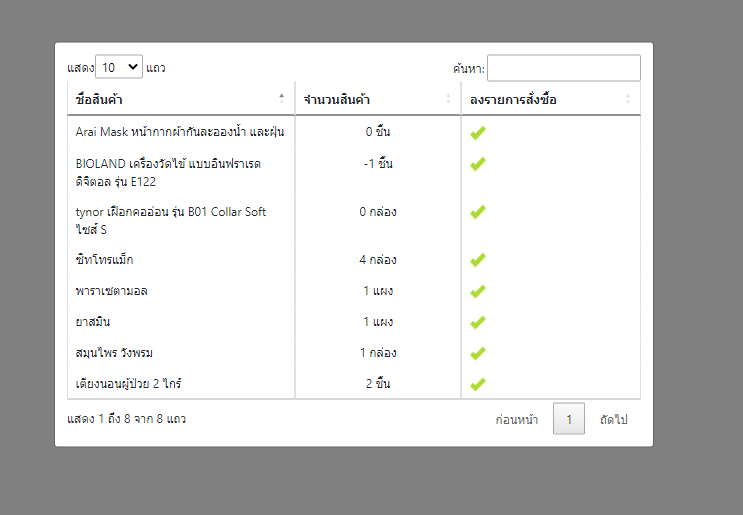 แสดง 10 แถว
ค้นหา:
ชื่อสินค้า จำนวนสินค้า ลงรายการสั่งซื้อ
Arai Mask หน้ากากผ้ากันละอองน้ำ และฝุ่น 0 ชิ้น
BIOLAND เครื่องวัดไข้ แบบอินฟราเรด -1 ชิ้น
ดิจิตอล รุ่น E122
tynor เฝือกคออ่อน รุ่น B01 Collar Soft 0 กล่อง
ไซส์ S
ซิทโทรแม็ก 4 กล่อง
พาราเซตามอล 1 แผง
ยาสมิน 1 แผง
สมุนไพร วังพรม 1 กล่อง
เตียงนอนผู้ป่วย 2 ไกร์ 2 ชิ้น
แสดง 1 ถึง 8 จาก 8 แถว
ก่อนหน้า 1 ถัดไป